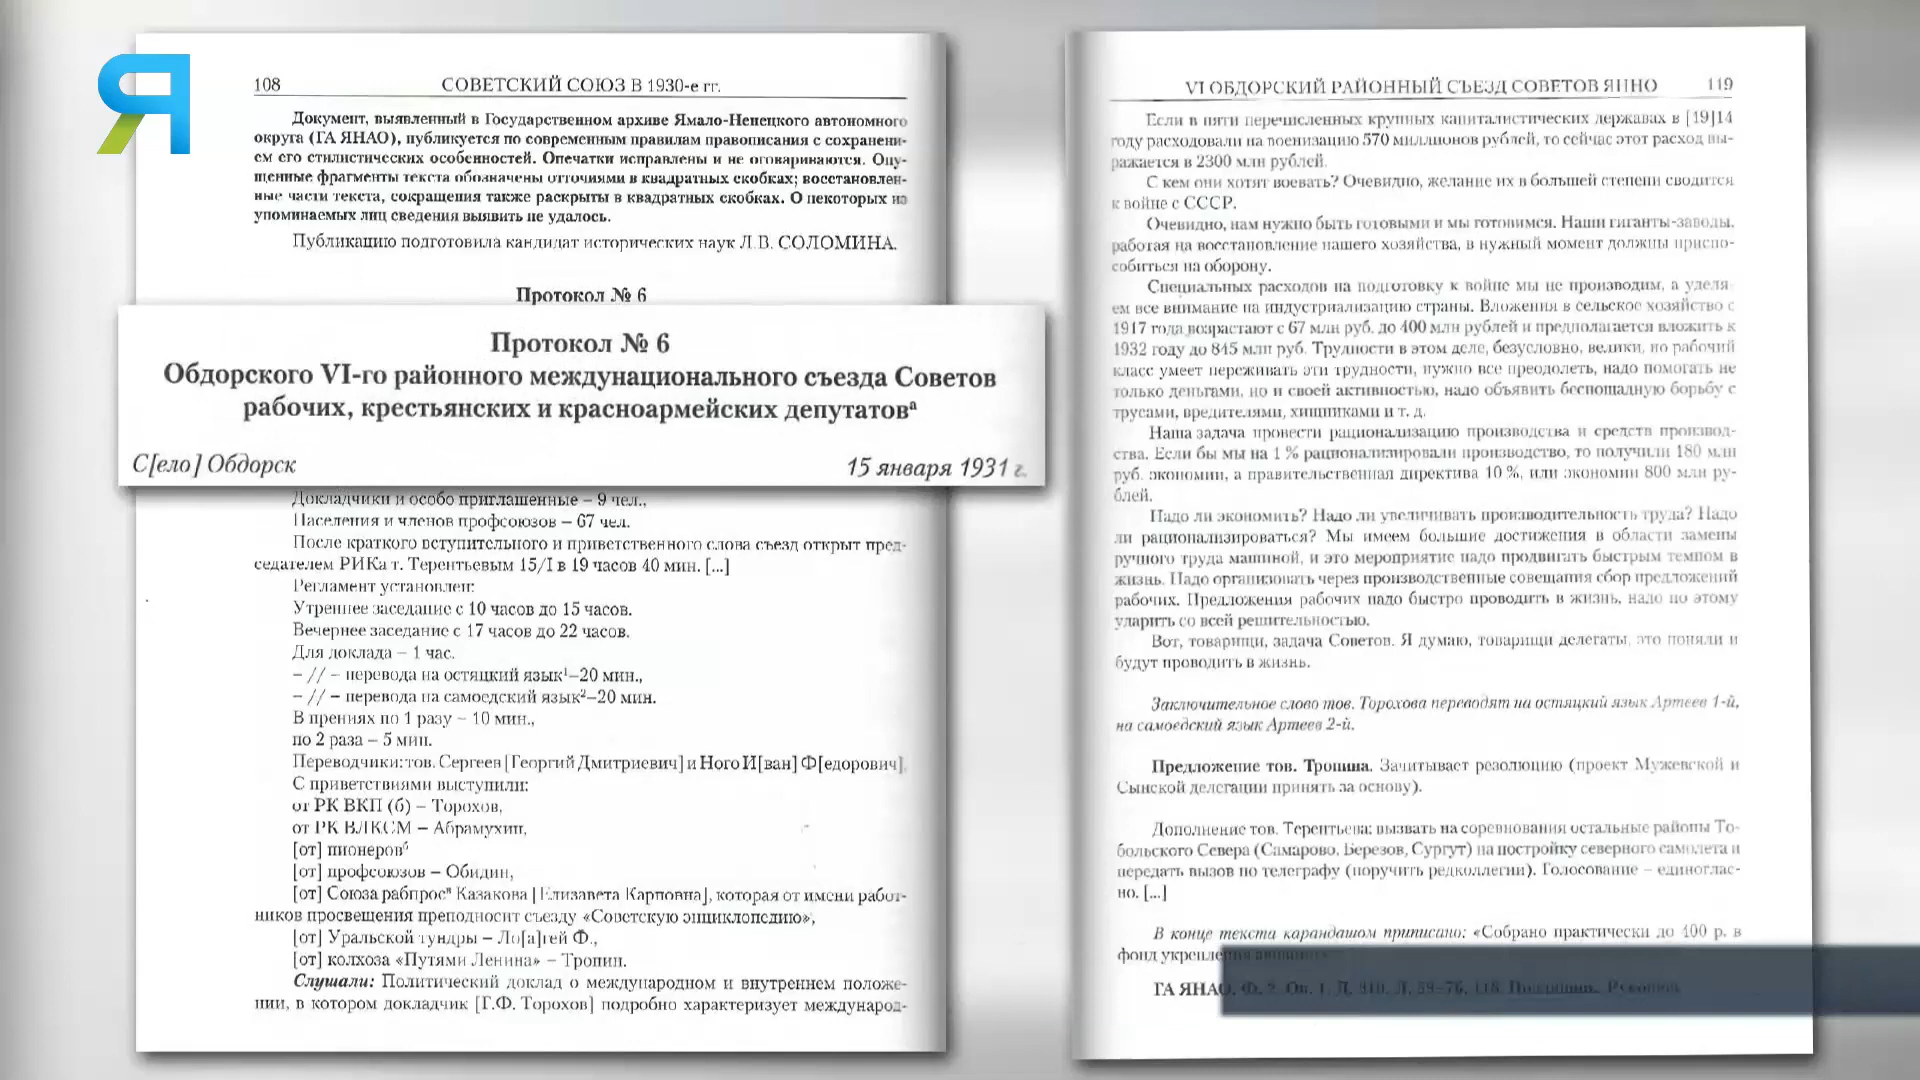 Я
108
СОВЕТСКИЙ СОЮЗ В 1930-е гг.
Документ, выявленный в Государственном архиве Ямало-Ненецкого автономного
округа (ГА ЯНАО), публикуется по современным правилам правописания с сохранени-
ем его стилистических особенностей. Опечатки исправлены и не оговариваются. Опу-
щенные фрагменты текста обозначены отточиями в квадратных скобках; восстановлен-
ные части текста, сокращения также раскрыты в квадратных скобках. О некоторых из
упоминаемых лиц сведения выявить не удалось.
Публикацию подготовила кандидат исторических наук Л.В. СОЛОМИНА.
Протокол № 6
Протокол № 6
Обдорского VI-го районного междунационального съезда Советов
рабочих, крестьянских и красноармейских депутатовª
С[ело] Обдорск
15 января 1931 г.
Докладчики и особо приглашенные – 9 чел.,
Населения и членов профсоюзов – 67 чел.
После краткого вступительного и приветственного слова съезд открыт пред-
седателем РИКа т. Терентьевым 15/I в 19 часов 40 мин. [...]
Регламент установлен:
Утреннее заседание с 10 часов до 15 часов.
Вечернее заседание с 17 часов до 22 часов.
Для доклада – 1 час.
– // – перевода на остяцкий язык¹–20 мин.,
– // – перевода на самоедский язык²–20 мин.
В прениях по 1 разу – 10 мин.,
по 2 раза – 5 мин.
Переводчики: тов. Сергеев [Георгий Дмитриевич] и Ного И[ван] Ф[едорович].
С приветствиями выступили:
от РК ВКП (б) – Торохов,
от РК ВЛКСМ – Абрамухин,
[от] пионеровᵟ
[от] профсоюзов – Обидин,
[от] Союза рабпросᵛ Казакова [Елизавета Карповна], которая от имени работ-
ников просвещения преподносит съезду «Советскую энциклопедию»,
[от] Уральской тундры – Ло[а]гей Ф.,
[от] колхоза «Путями Ленина» – Тропин.
Слушали: Политический доклад о международном и внутреннем положе-
нии, в котором докладчик [Г.Ф. Торохов] подробно характеризует международ-
VI ОБДОРСКИЙ РАЙОННЫЙ СЪЕЗД СОВЕТОВ ЯННО
119
Если в пяти перечисленных крупных капиталистических державах в [19]14
году расходовали на военизацию 570 миллионов рублей, то сейчас этот расход вы-
ражается в 2300 млн рублей.
С кем они хотят воевать? Очевидно, желание их в большей степени сводится
к войне с СССР.
Очевидно, нам нужно быть готовыми и мы готовимся. Наши гиганты-заводы,
работая на восстановление нашего хозяйства, в нужный момент должны приспо-
собиться на оборону.
Специальных расходов на подготовку к войне мы не производим, а уделя-
ем все внимание на индустриализацию страны. Вложения в сельское хозяйство с
1917 года возрастают с 67 млн руб. до 400 млн рублей и предполагается вложить к
1932 году до 845 млн руб. Трудности в этом деле, безусловно, велики, но рабочий
класс умеет переживать эти трудности, нужно все преодолеть, надо помогать не
только деньгами, но и своей активностью, надо объявить беспощадную борьбу с
трусами, вредителями, хищниками и т. д.
Наша задача провести рационализацию производства и средств производ-
ства. Если бы мы на 1 % рационализировали производство, то получили 180 млн
руб. экономии, а правительственная директива 10 %, или экономии 800 млн ру-
блей.
Надо ли экономить? Надо ли увеличивать производительность труда? Надо
ли рационализироваться? Мы имеем большие достижения в области замены
ручного труда машиной, и это мероприятие надо продвигать быстрым темпом в
жизнь. Надо организовать через производственные совещания сбор предложений
рабочих. Предложения рабочих надо быстро проводить в жизнь, надо по этому
ударить со всей решительностью.
Вот, товарищи, задача Советов. Я думаю, товарищи делегаты, это поняли и
будут проводить в жизнь.
Заключительное слово тов. Торохова переводят на остяцкий язык Артеев 1-й,
на самоедский язык Артеев 2-й.
Предложение тов. Тропина. Зачитывает резолюцию (проект Мужевской и
Сынской делегации принять за основу).
Дополнение тов. Терентьева: вызвать на соревнования остальные районы То-
больского Севера (Самарово, Березов, Сургут) на постройку северного самолета и
передать вызов по телеграфу (поручить редколлегии). Голосование – единоглас-
но. [...]
В конце текста карандашом приписано: «Собрано практически до 400 р. в
фонд укрепления
ГА ЯНАО. Ф. 2. Оп. 1. Д. 310. Л. 59–76, 118. Подлинник. Рукопись.